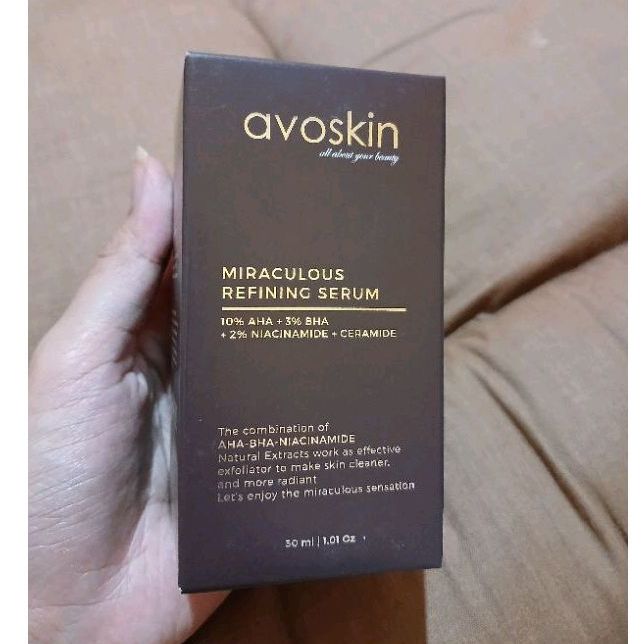 avoskin
all about your beauty
MIRACULOUS
REFINING SERUM
10% AHA + 3% BHA
+ 2% NIACINAMIDE + CERAMIDE
The combination of
AHA-BHA-NIACINAMIDE
Natural Extracts work as effective
exfoliator to make skin cleaner,
and more radiant
Let's enjoy the miraculous sensation
30 ml | 1.01 Oz